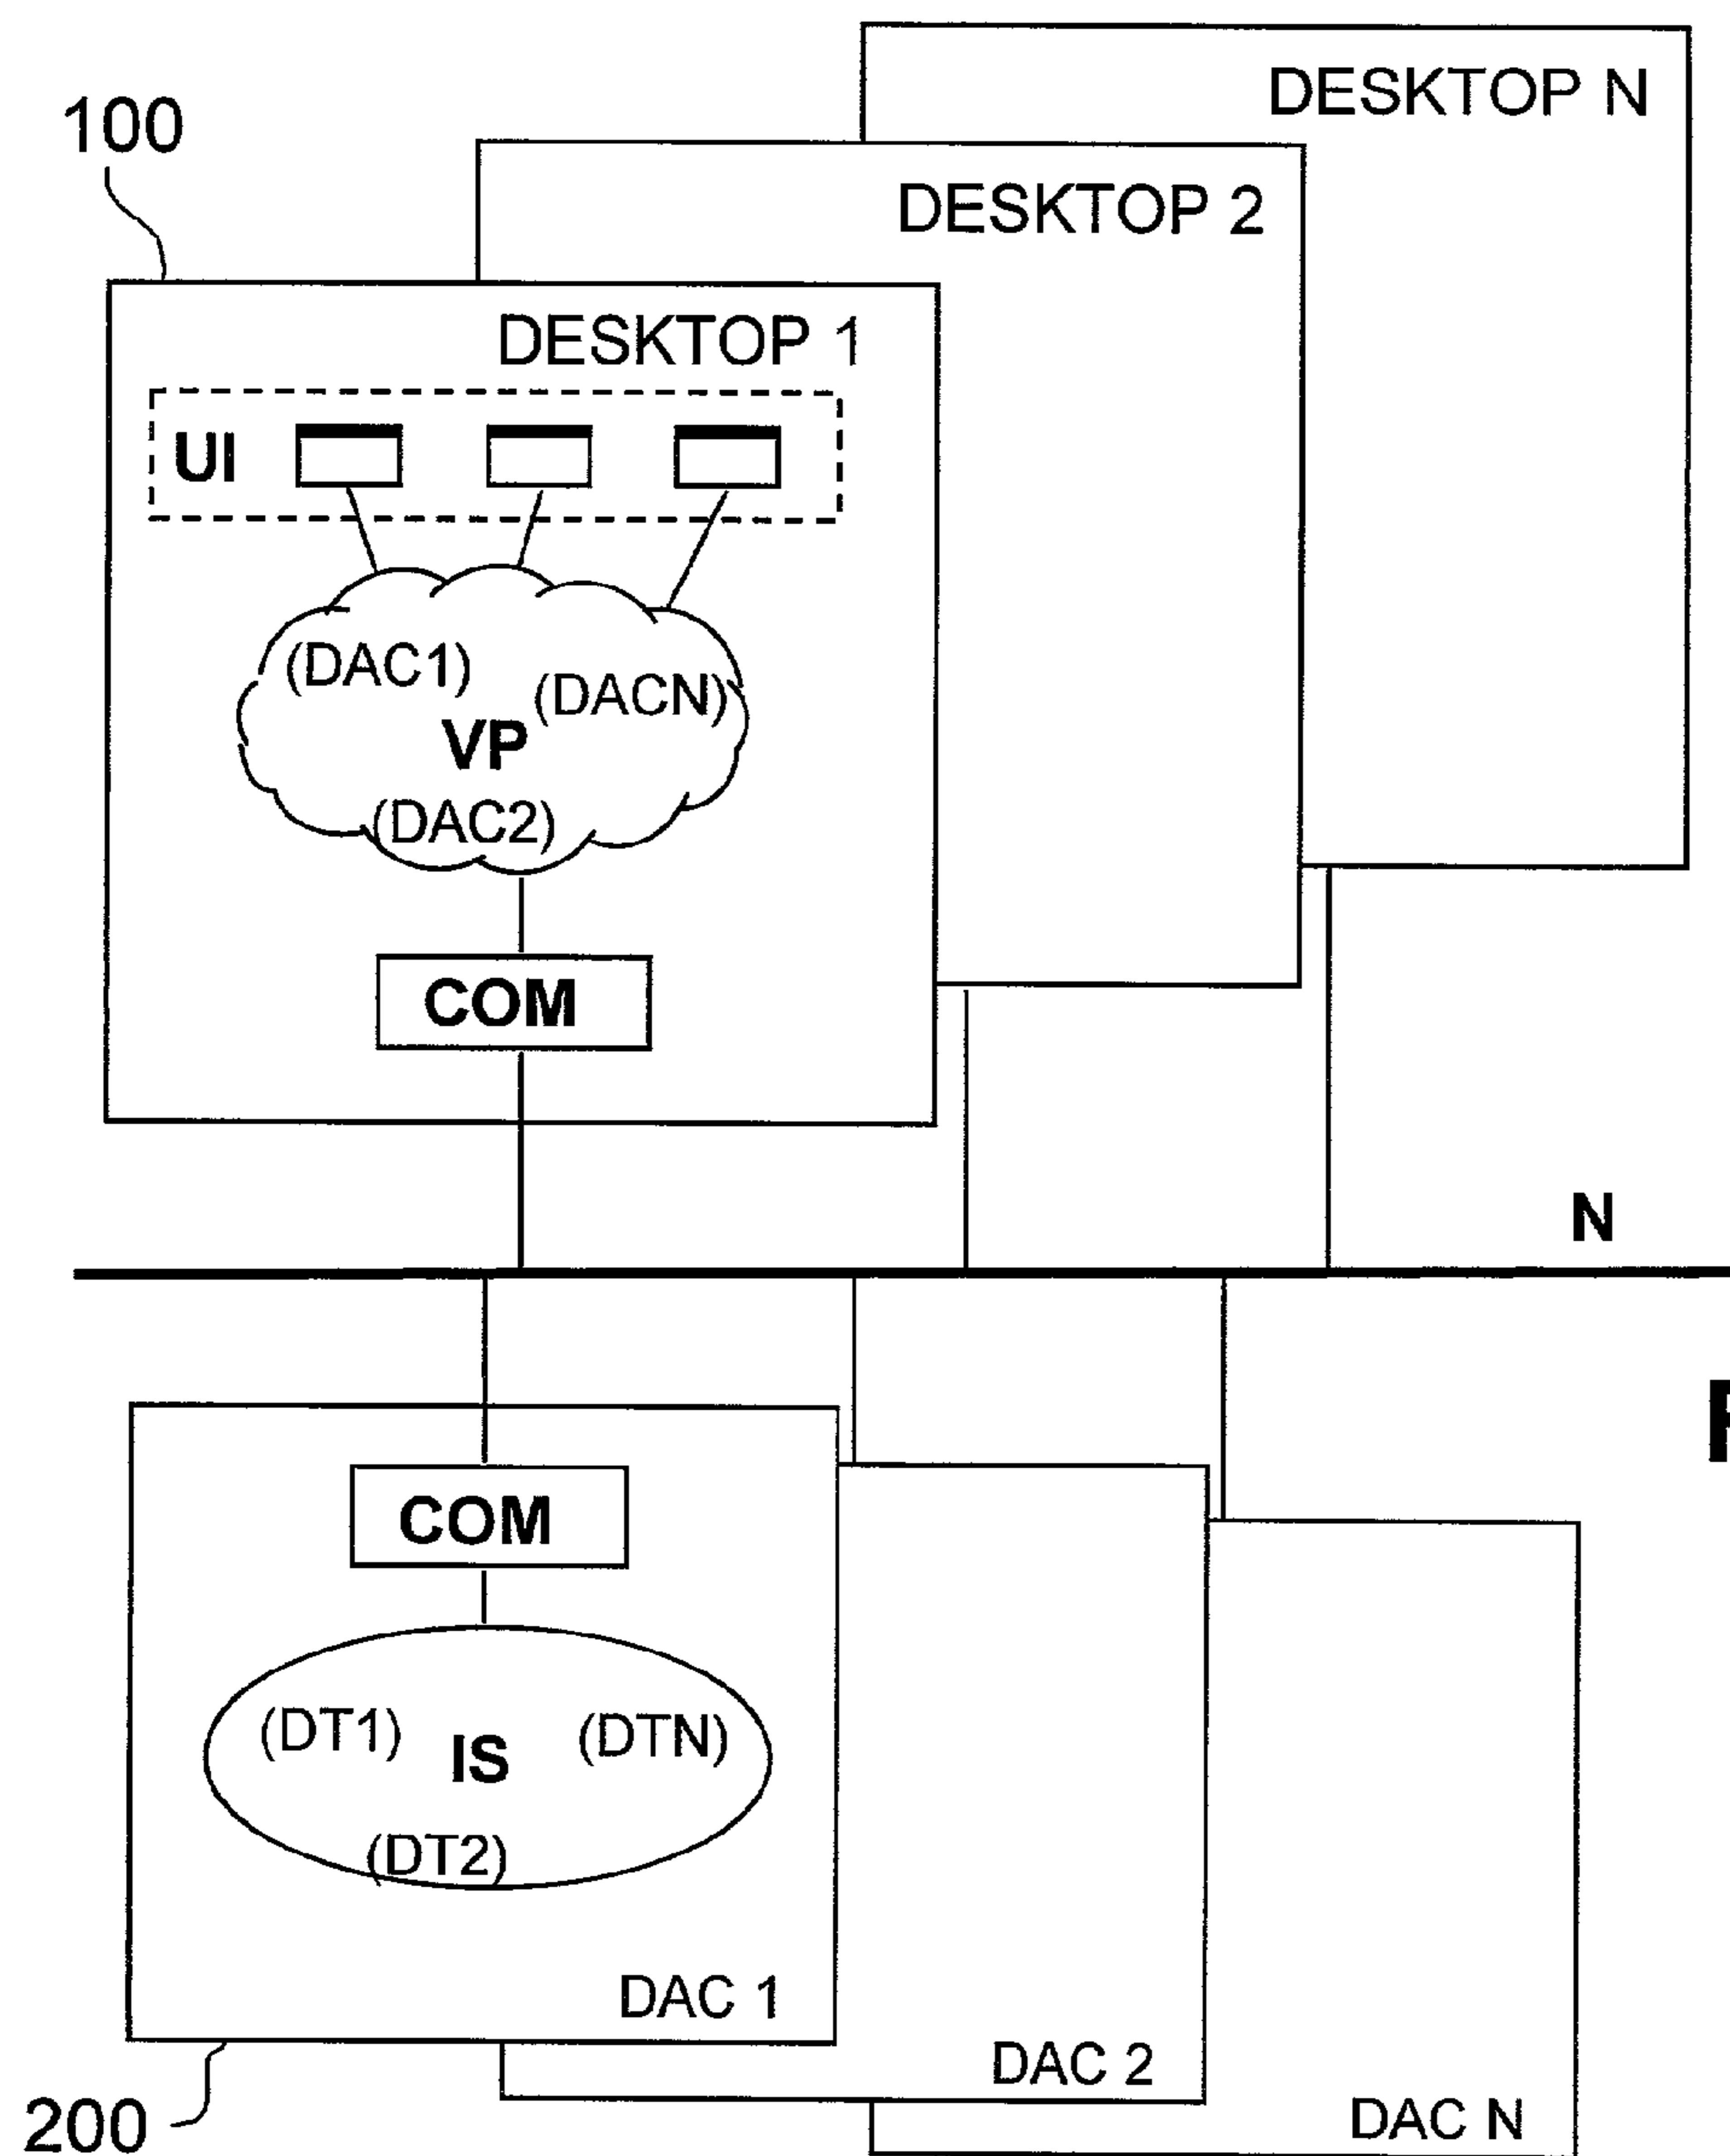 DESKTOP N
100
DESKTOP 2
DESKTOP 1
UI
(DAC1)
(DACN)
VP
(DAC2)
COM
N
COM
(DT1)
IS
(DTN)
(DT2)
DAC 1
DAC 2
200
DAC N